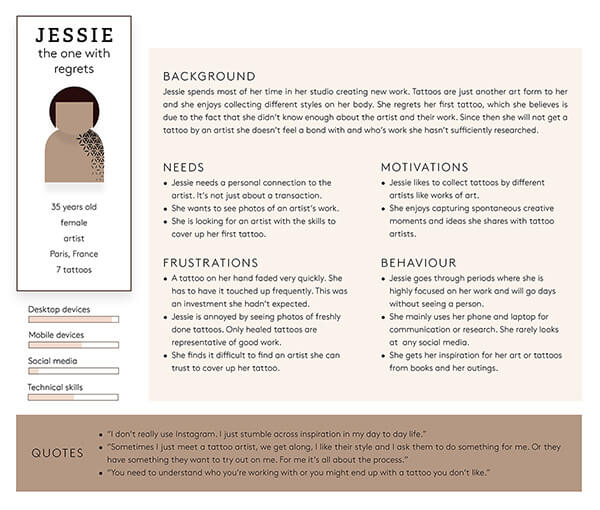 JESSIE
the one with
regrets
35 years old
female
artist
Paris, France
7 tattoos
Desktop devices
Mobile devices
Social media
Technical skills
BACKGROUND
Jessie spends most of her time in her studio creating new work. Tattoos are just another art form to her
and she enjoys collecting different styles on her body. She regrets her first tattoo, which she believes is
due to the fact that she didn't know enough about the artist and their work. Since then she will not get a
tattoo by an artist she doesn't feel a bond with and who's work she hasn't sufficiently researched.
NEEDS
• Jessie needs a personal connection to the
artist. It's not just about a transaction.
• She wants to see photos of an artist's work.
• She is looking for an artist with the skills to
cover up her first tattoo.
MOTIVATIONS
• Jessie likes to collect tattoos by different
artists like works of art.
• She enjoys capturing spontaneous creative
moments and ideas she shares with tattoo
artists.
FRUSTRATIONS
• A tattoo on her hand faded very quickly. She
has to have it touched up frequently. This was
an investment she hadn't expected.
• Jessie is annoyed by seeing photos of freshly
done tattoos. Only healed tattoos are
representative of good work.
• She finds it difficult to find an artist she can
trust to cover up her tattoo.
BEHAVIOUR
• Jessie goes through periods where she is
highly focused on her work and will go days
without seeing a person.
• She mainly uses her phone and laptop for
communication or research. She rarely looks
at any social media.
• She gets her inspiration for her art or tattoos
from books and her outings.
QUOTES
• "I don't really use Instagram. I just stumble across inspiration in my day to day life."
• "Sometimes I just meet a tattoo artist, we get along, I like their style and I ask them to do something for me. Or they
have something they want to try out on me. For me it's all about the process."
• "You need to understand who you're working with or you might end up with a tattoo you don't like."